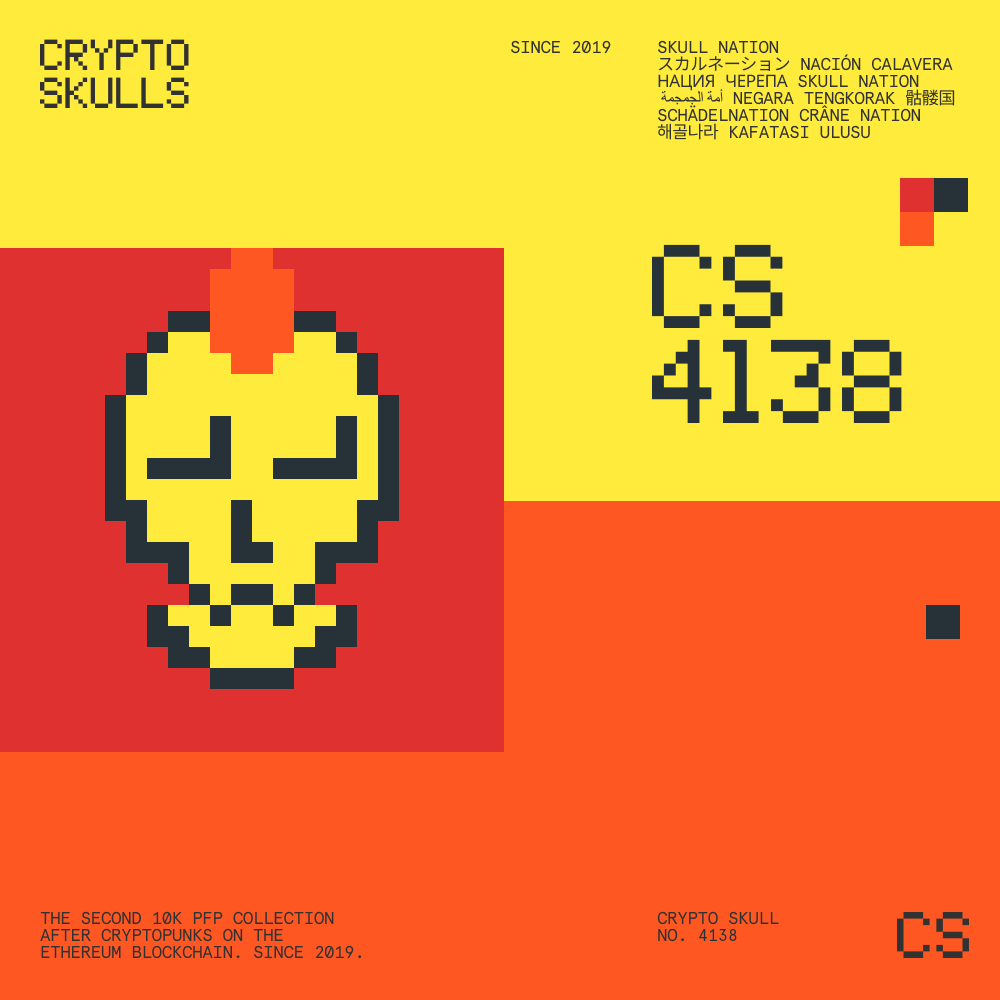 CRYPTO
SKULLS
SINCE 2019
SKULL NATION
スカルネーション NACIÓN CALAVERA
НАЦИЯ ЧЕРЕПА SKULL NATION
أمة الجمجمة NEGARA TENGKORAK 骷髅国
SCHÄDELNATION CRÂNE NATION
해골나라 KAFATASI ULUSU
CS
4138
THE SECOND 10K PFP COLLECTION
AFTER CRYPTOPUNKS ON THE
ETHEREUM BLOCKCHAIN. SINCE 2019.
CRYPTO SKULL
NO. 4138
CS